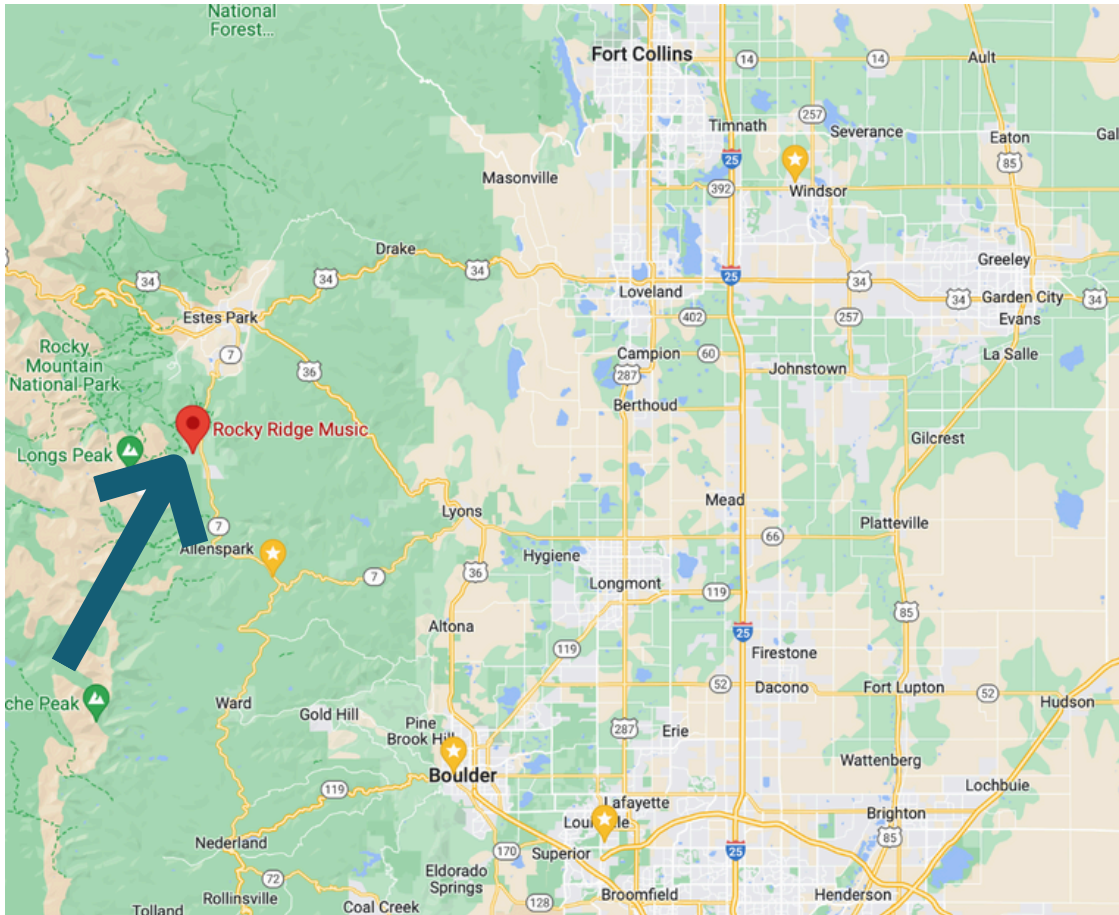 National
Forest...
Fort Collins
14
14
Ault
257
Timnath
Severance
Eaton
Gal
25
85
Masonville
392
Windsor
Drake
34
34
34
Greeley
34
25
34
Loveland
34
Garden City
34
Estes Park
402
257
Evans
7
Rocky
Mountain
National Park
36
Campion
60
La Salle
287
Johnstown
Berthoud
Rocky Ridge Music
Gilcrest
Longs Peak
Mead
Lyons
7
Platteville
66
Allenspark
Hygiene
7
36
Longmont
119
85
Altona
25
119
Firestone
52
Dacono
Fort Lupton
52
che Peak
Ward
Hudson
Gold Hill
Pine
Brook Hill
287
Erie
Wattenberg
Boulder
119
Lochbuie
Lafayette
Louisville
Brighton
85
Nederland
170
Superior
25
72
Eldorado
Springs
Rollinsville
Broomfield
Henderson
128
Tolland
Coal Creek